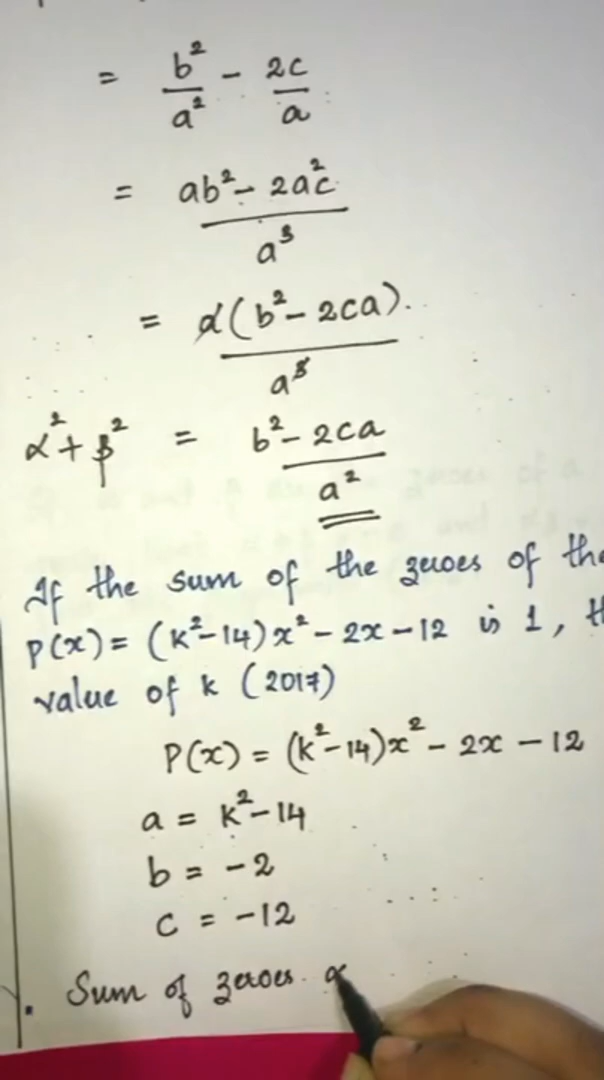 = b²/a² - 2c/a
= ab² - 2a²c / a³
= a(b² - 2ca) / a³
α² + β² = b² - 2ca / a²
If the sum of the zeroes of the
P(x) = (k²-14)x² - 2x - 12 is 1,
value of k (2017)
P(x) = (k²-14)x² - 2x - 12
a = k²-14
b = -2
c = -12
Sum of zeroes α